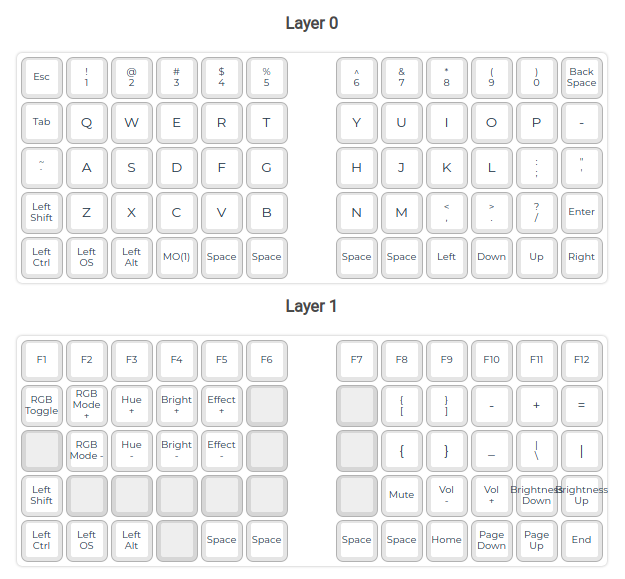 Layer 0
Esc ! 1 @ 2 # 3 $ 4 % 5 ^ 6 & 7 * 8 ( 9 ) 0 Back Space
Tab Q W E R T Y U I O P -
~ ` A S D F G H J K L : ; " '
Left Shift Z X C V B N M < , > . ? / Enter
Left Ctrl Left OS Left Alt MO(1) Space Space Space Space Left Down Up Right
Layer 1
F1 F2 F3 F4 F5 F6 F7 F8 F9 F10 F11 F12
RGB Toggle RGB Mode + Hue + Bright + Effect + { [ } ] - + =
RGB Mode - Hue - Bright - Effect - { } _ | \ |
Left Shift Mute Vol - Vol + Brightness Down Brightness Up
Left Ctrl Left OS Left Alt Space Space Space Space Home Page Down Page Up End